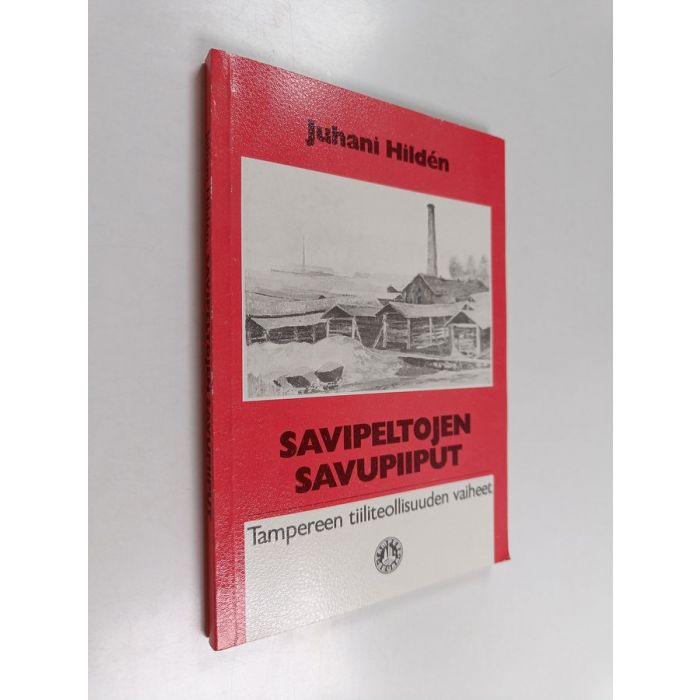 Juhani Hildén
SAVIPELTOJEN
SAVUPIIPUT
Tampereen tiiliteollisuuden vaiheet